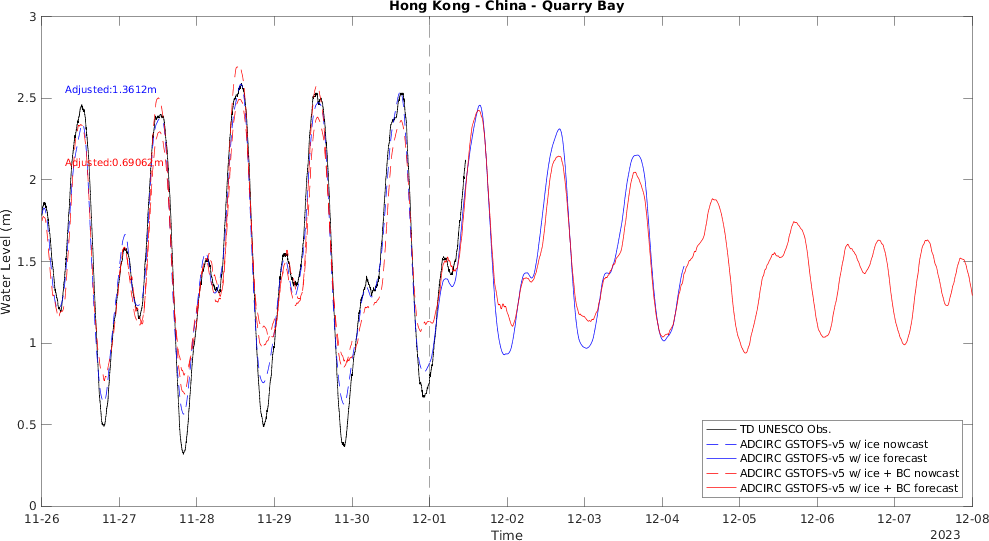 Hong Kong - China - Quarry Bay
3
2.5
2
1.5
1
0.5
0
Water Level (m)
Adjusted:1.3612m
Adjusted:0.69062m
TD UNESCO Obs.
ADCIRC GSTOFS-v5 w/ ice nowcast
ADCIRC GSTOFS-v5 w/ ice forecast
ADCIRC GSTOFS-v5 w/ ice + BC nowcast
ADCIRC GSTOFS-v5 w/ ice + BC forecast
11-26 11-27 11-28 11-29 11-30 12-01 12-02 12-03 12-04 12-05 12-06 12-07 12-08
Time
2023